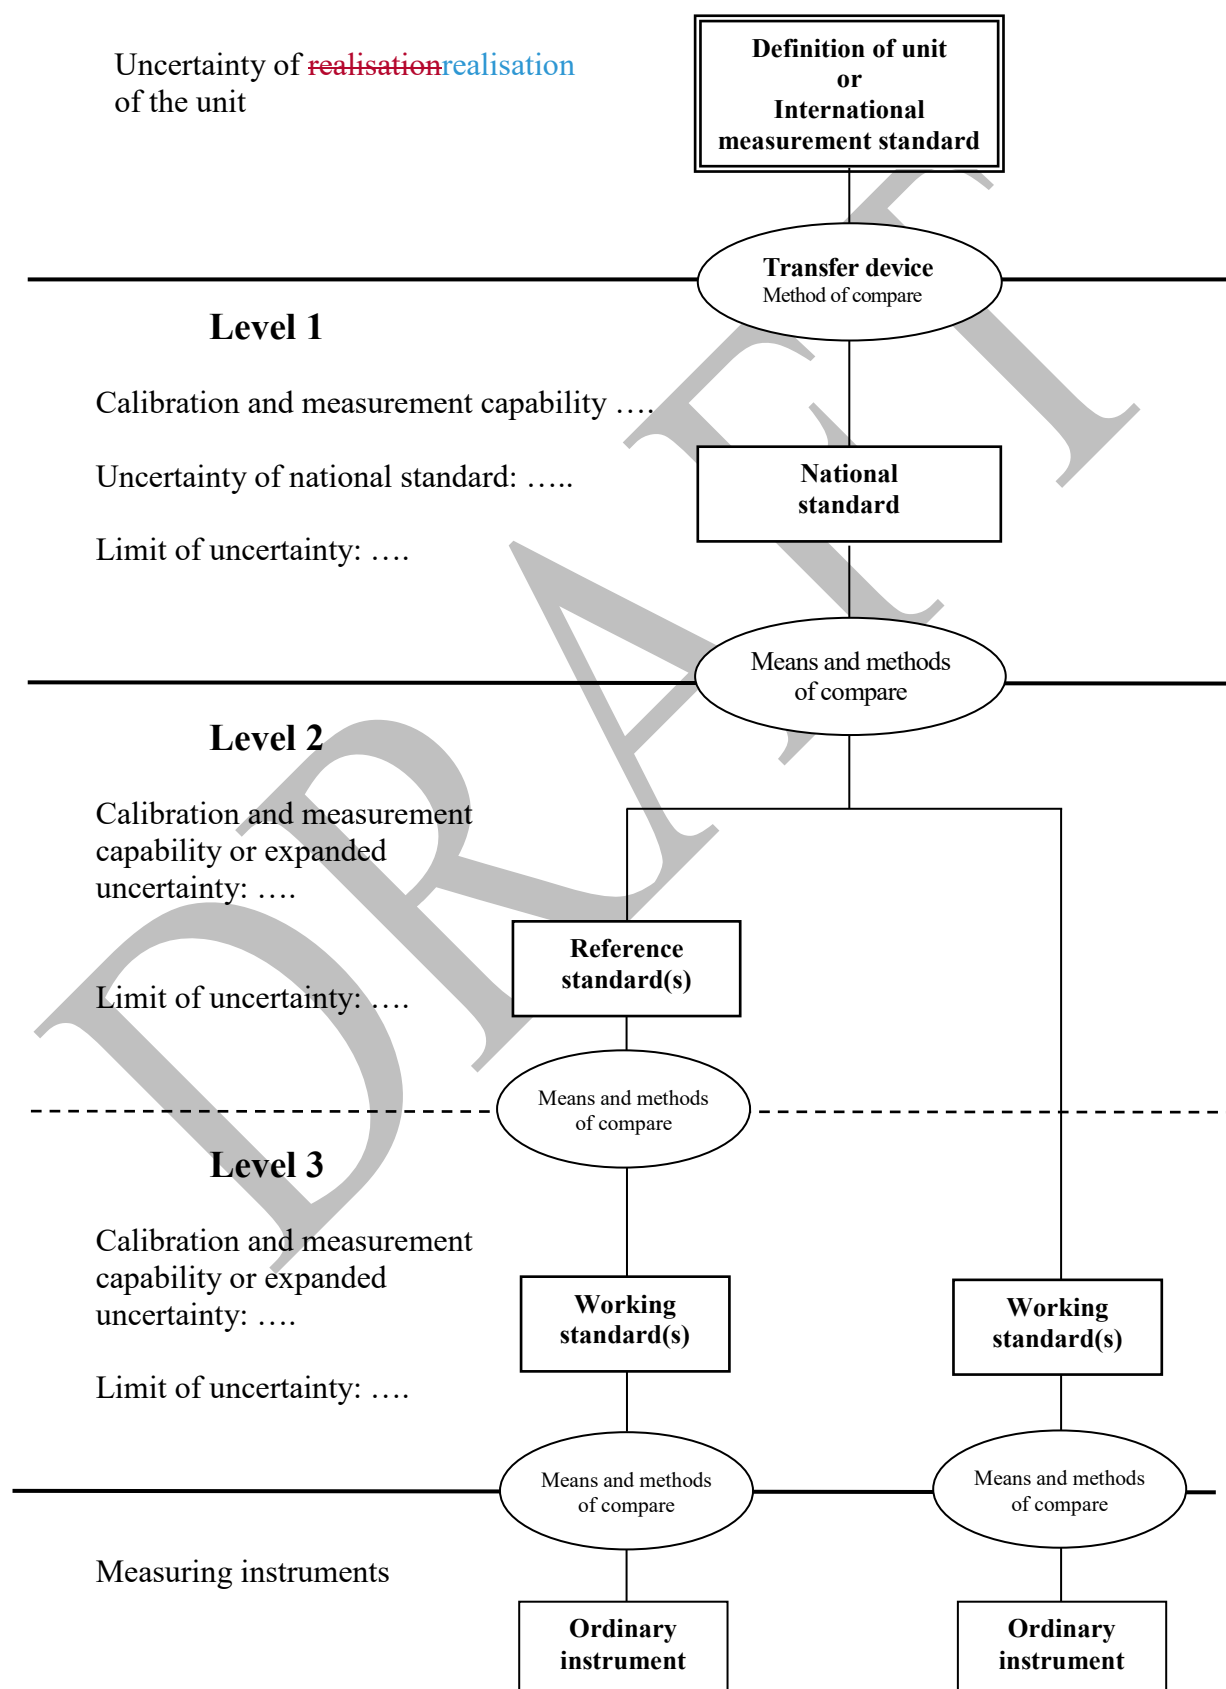 Uncertainty of realisationrealisation
of the unit
Definition of unit
or
International
measurement standard
Transfer device
Method of compare
Level 1
Calibration and measurement capability ….
Uncertainty of national standard: …..
Limit of uncertainty: ….
National
standard
Means and methods
of compare
Level 2
Calibration and measurement
capability or expanded
uncertainty: ….
Limit of uncertainty: ….
Reference
standard(s)
Means and methods
of compare
Level 3
Calibration and measurement
capability or expanded
uncertainty: ….
Limit of uncertainty: ….
Working
standard(s)
Working
standard(s)
Means and methods
of compare
Means and methods
of compare
Measuring instruments
Ordinary
instrument
Ordinary
instrument
DRAFT